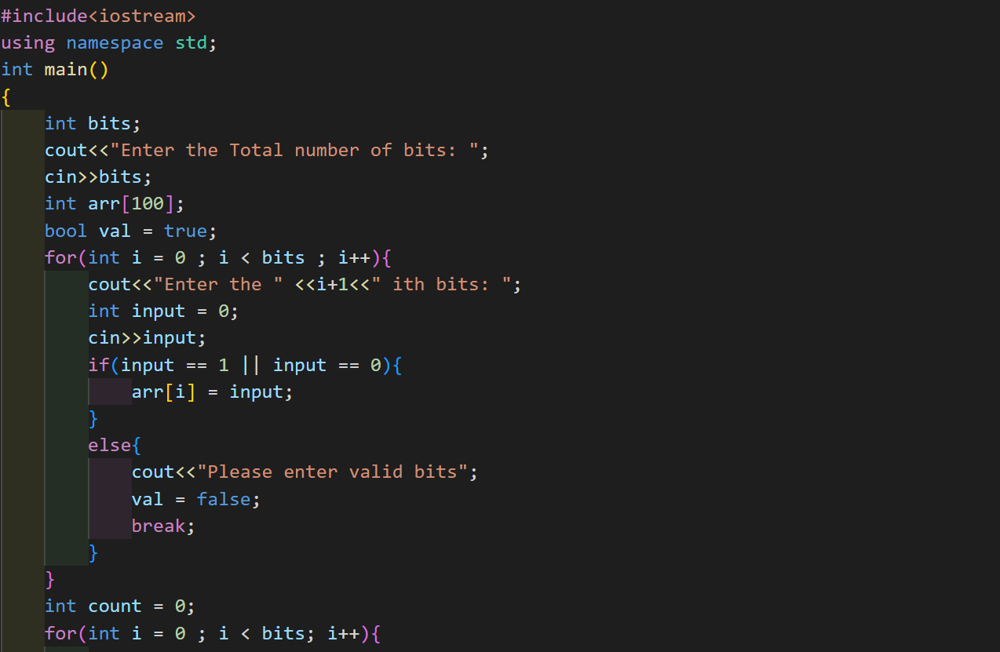 #include<iostream>
using namespace std;
int main()
{
    int bits;
    cout<<"Enter the Total number of bits: ";
    cin>>bits;
    int arr[100];
    bool val = true;
    for(int i = 0 ; i < bits ; i++){
        cout<<"Enter the " <<i+1<<" ith bits: ";
        int input = 0;
        cin>>input;
        if(input == 1 || input == 0){
            arr[i] = input;
        }
        else{
            cout<<"Please enter valid bits";
            val = false;
            break;
        }
    }
    int count = 0;
    for(int i = 0 ; i < bits; i++){